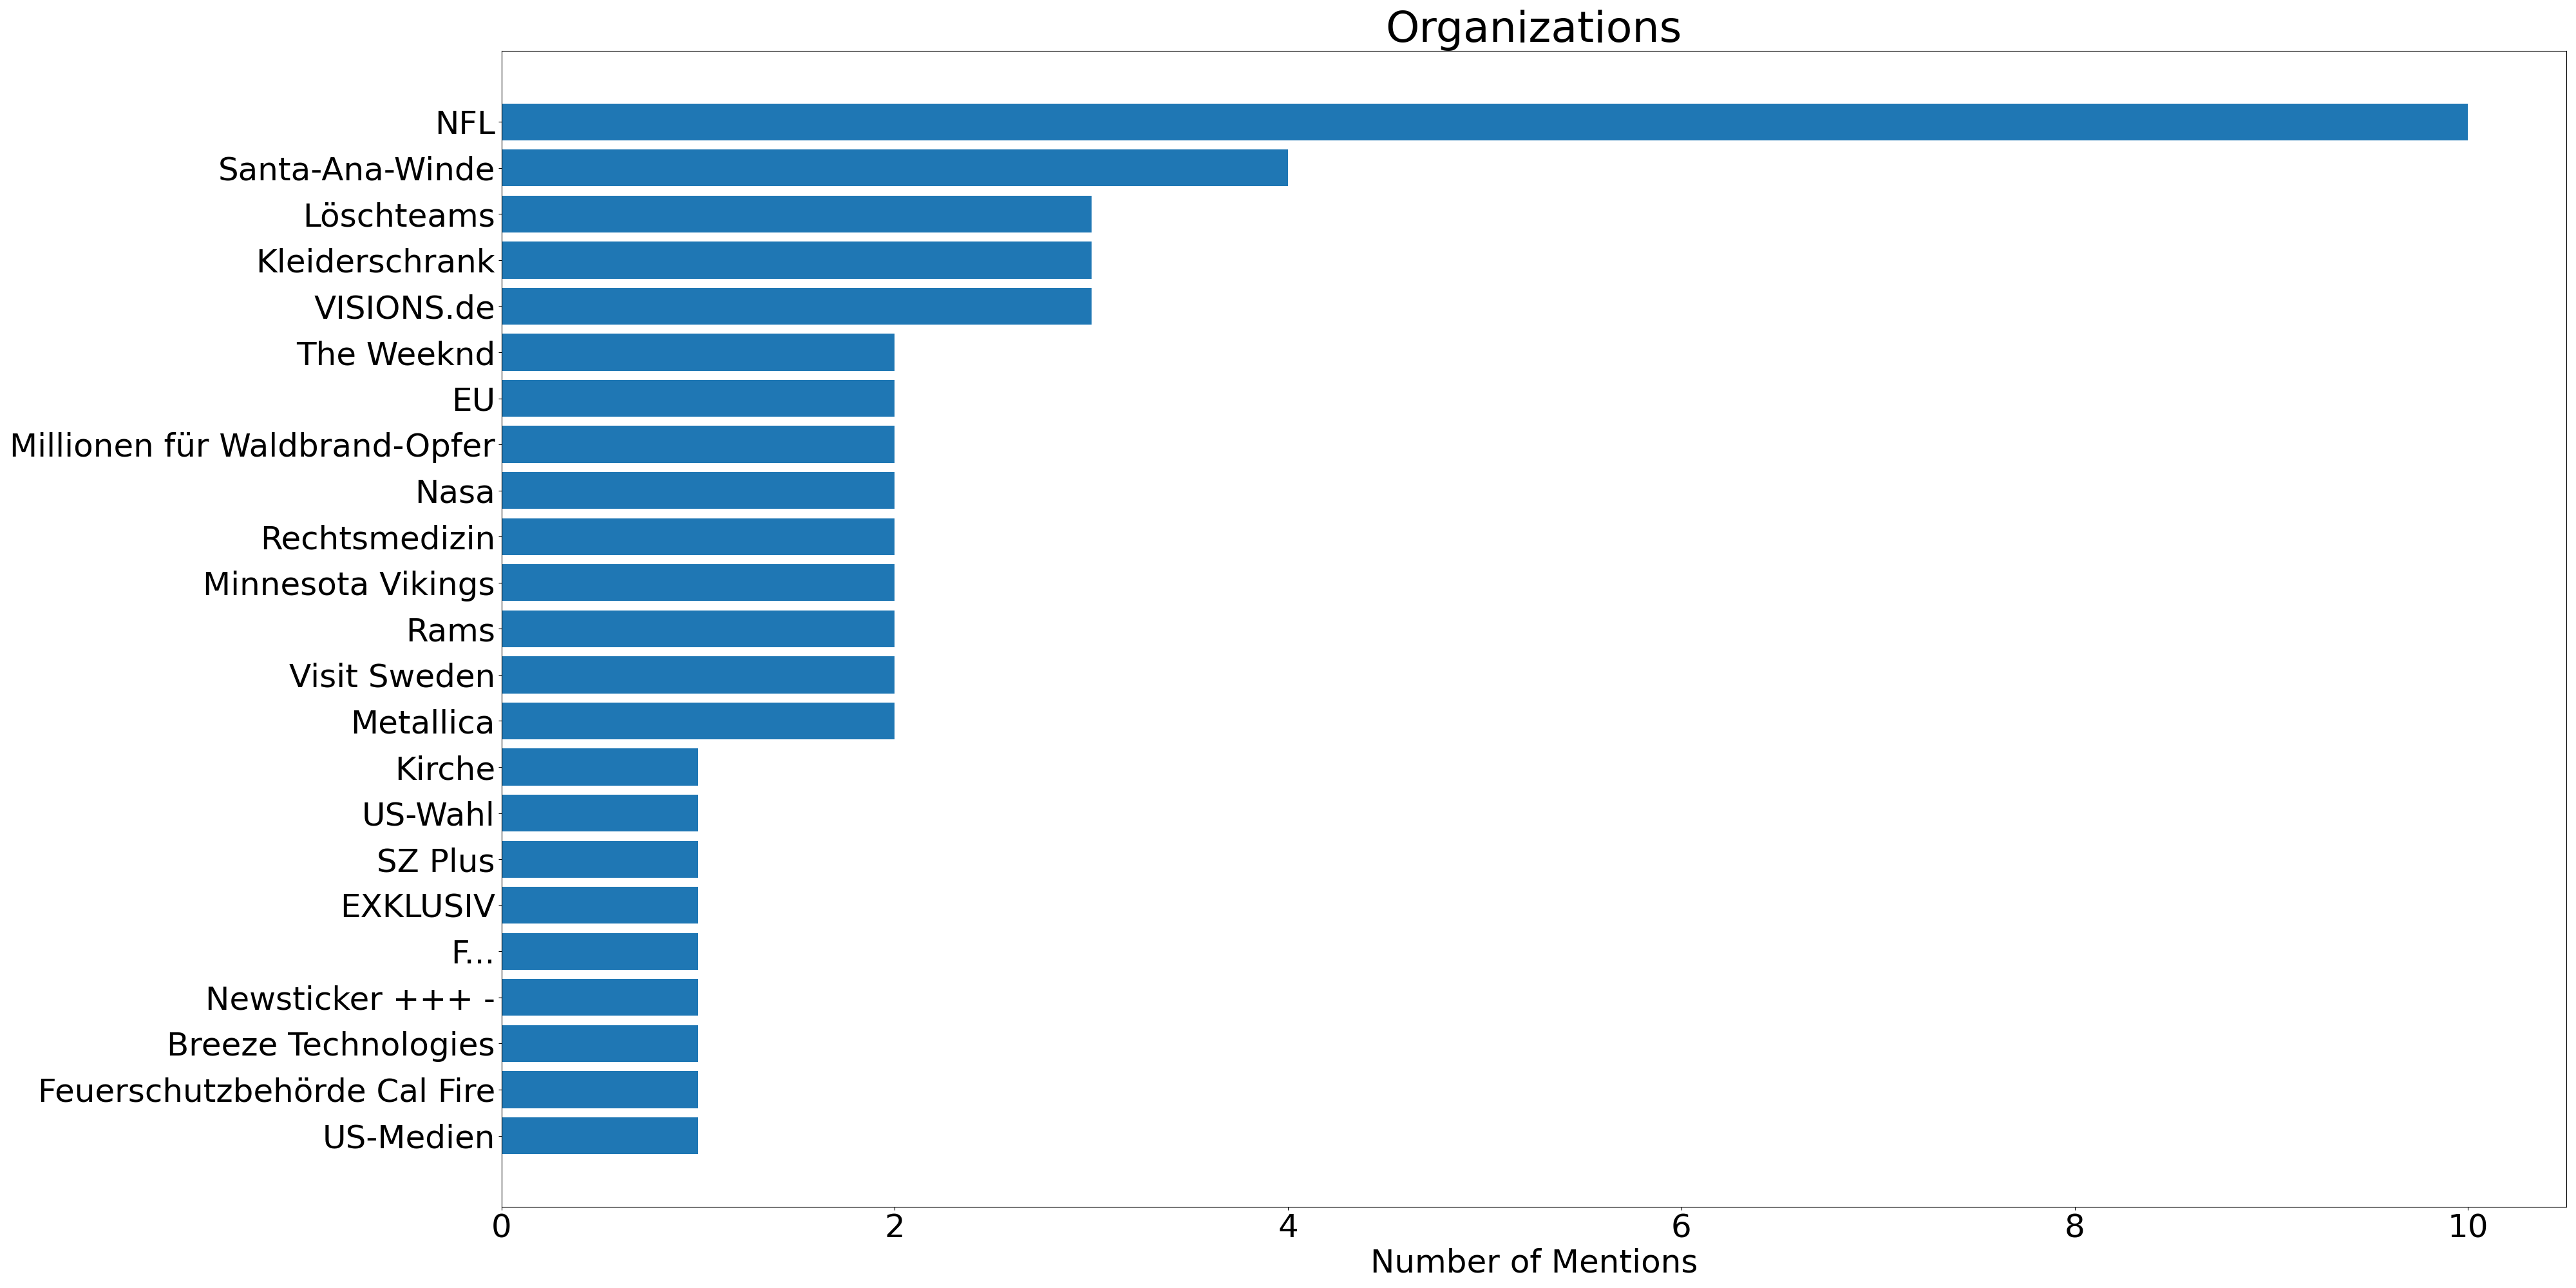 Organizations
NFL
Santa-Ana-Winde
Löschteams
Kleiderschrank
VISIONS.de
The Weeknd
EU
Millionen für Waldbrand-Opfer
Nasa
Rechtsmedizin
Minnesota Vikings
Rams
Visit Sweden
Metallica
Kirche
US-Wahl
SZ Plus
EXKLUSIV
F...
Newsticker +++ -
Breeze Technologies
Feuerschutzbehörde Cal Fire
US-Medien
0 2 4 6 8 10
Number of Mentions